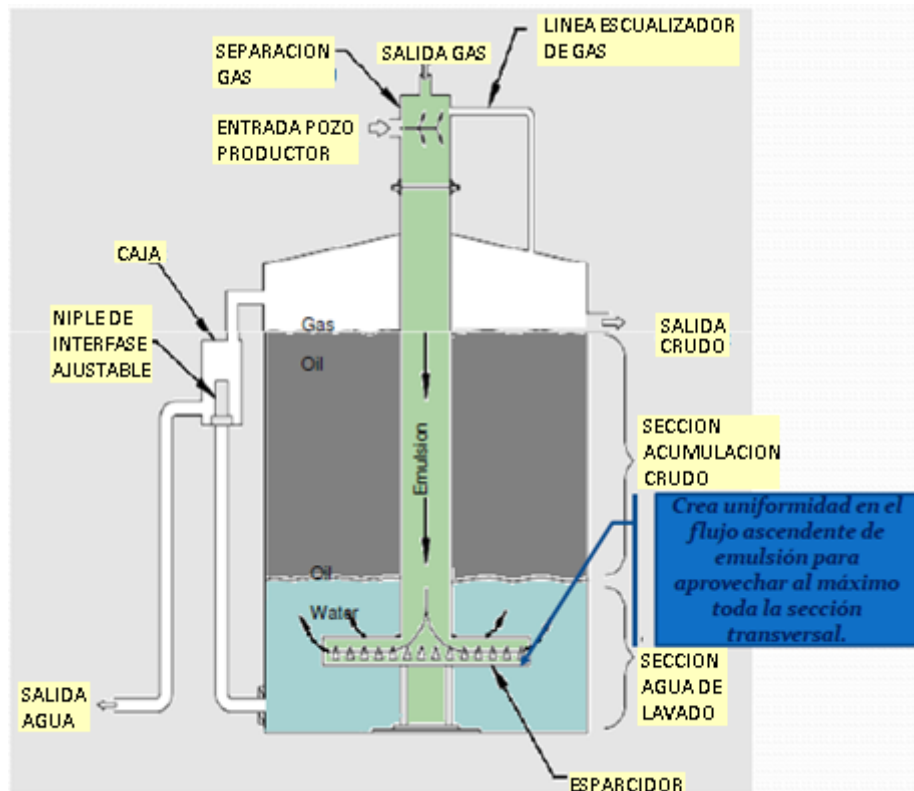 LINEA ESCUALIZADOR
DE GAS
SEPARACION
GAS
SALIDA GAS
ENTRADA POZO
PRODUCTOR
CAJA
NIPLE DE
INTERFASE
AJUSTABLE
Gas
Oil
SALIDA
CRUDO
Emulsion
SECCION
ACUMULACION
CRUDO
Crea uniformidad en el
flujo ascendente de
emulsión para
aprovechar al máximo
toda la sección
transversal.
Oil
Water
SECCION
AGUA DE
LAVADO
SALIDA
AGUA
ESPARCIDOR